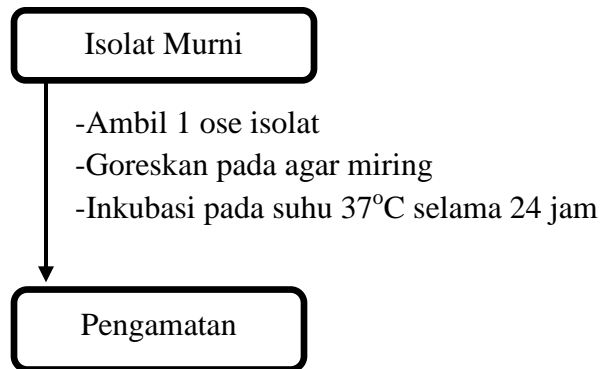 Isolat Murni
-Ambil 1 ose isolat
-Goreskan pada agar miring
-Inkubasi pada suhu 37°C selama 24 jam
Pengamatan